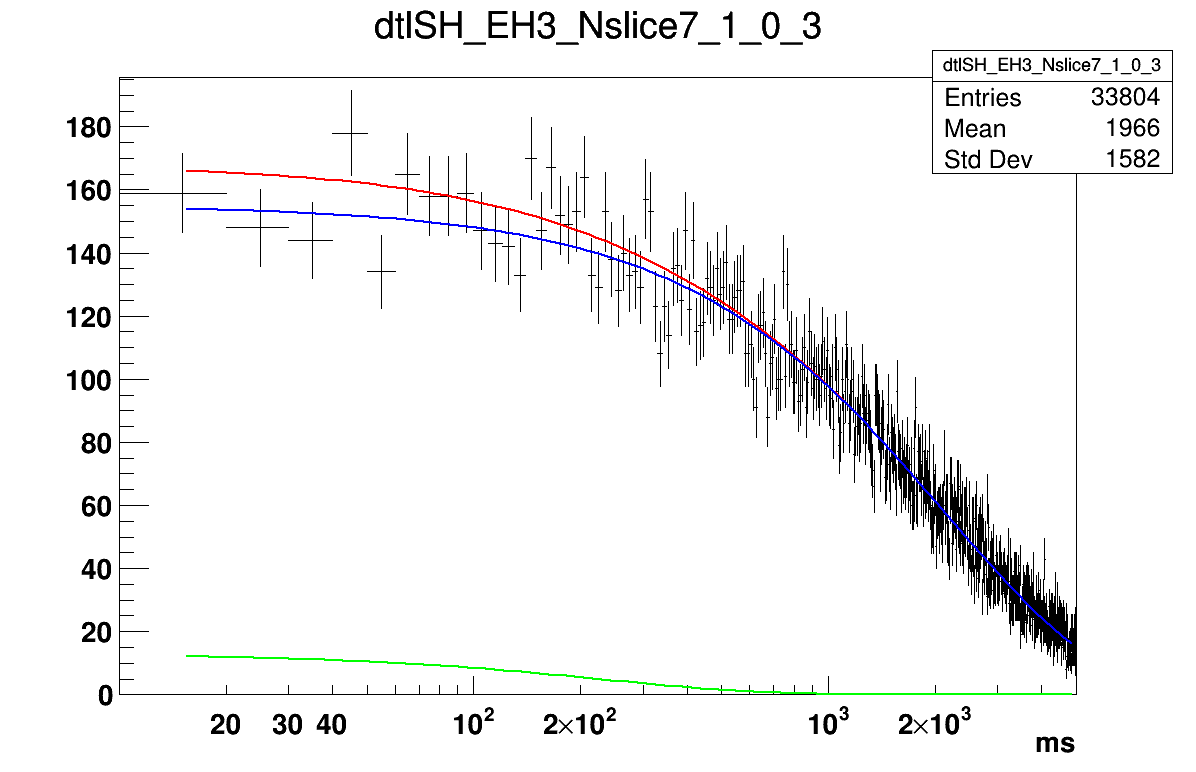 dtlSH_EH3_Nslice7_1_0_3
dtlSH_EH3_Nslice7_1_0_3
Entries 33804
Mean 1966
Std Dev 1582
180
160
140
120
100
80
60
40
20
0
20 30 40 10² 2×10² 10³ 2×10³
ms